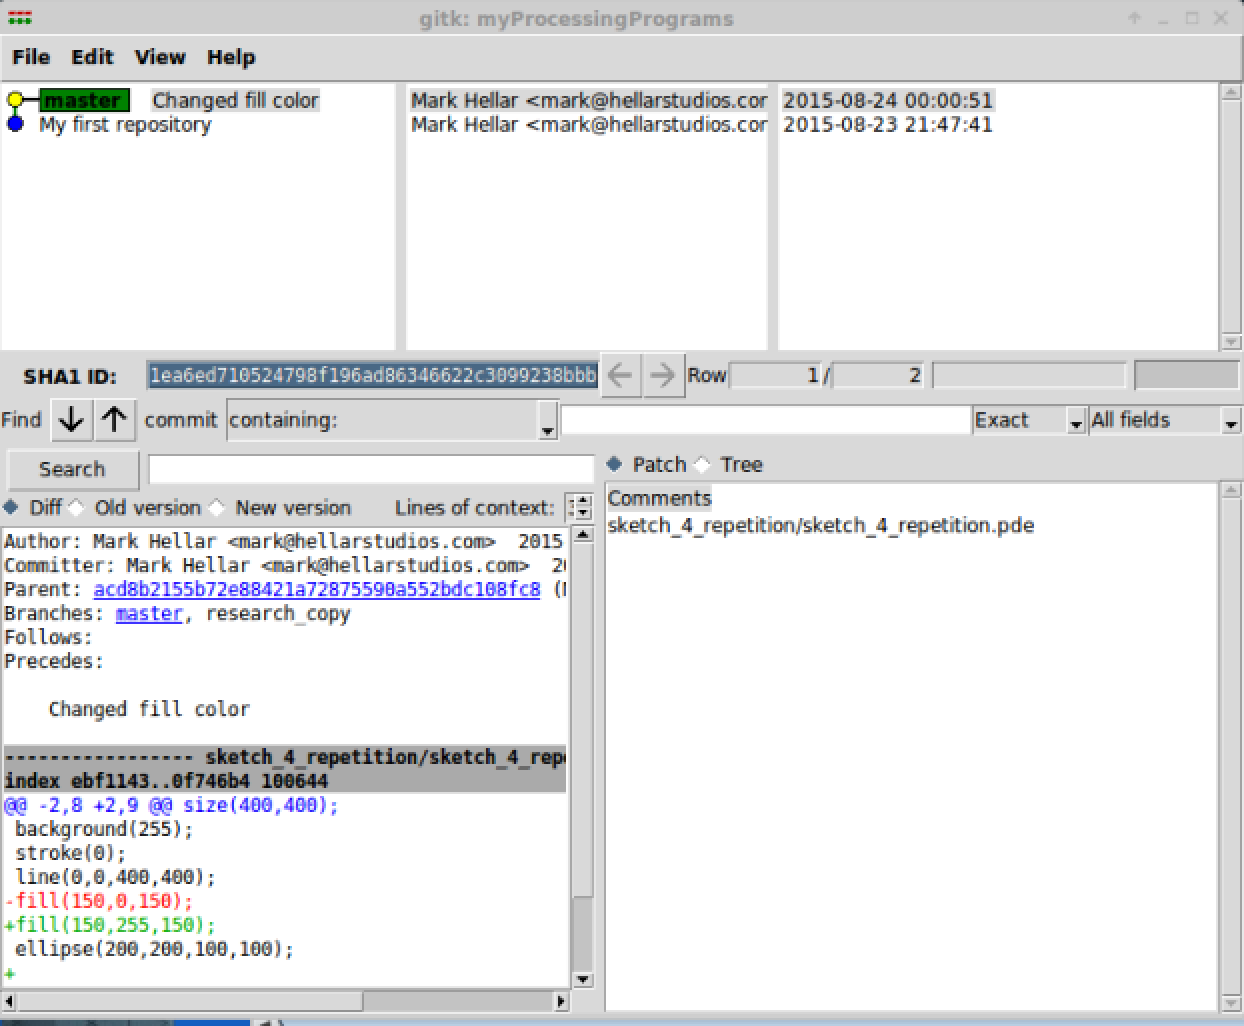 gitk: myProcessingPrograms
File Edit View Help
master Changed fill color Mark Hellar <mark@hellarstudios.cor 2015-08-24 00:00:51
My first repository Mark Hellar <mark@hellarstudios.cor 2015-08-23 21:47:41
SHA1 ID: 1ea6ed710524798f196ad86346622c3099238bbb Row 1 / 2
Find commit containing: Exact All fields
Search
Patch Tree
Diff Old version New version Lines of context:
Comments
sketch_4_repetition/sketch_4_repetition.pde
Author: Mark Hellar <mark@hellarstudios.com> 2015
Committer: Mark Hellar <mark@hellarstudios.com> 20
Parent: acd8b2155b72e88421a72875590a552bdc108fc8 (
Branches: master, research_copy
Follows:
Precedes:
Changed fill color
---------------- sketch_4_repetition/sketch_4_repe
index ebf1143..0f746b4 100644
@@ -2,8 +2,9 @@ size(400,400);
background(255);
stroke(0);
line(0,0,400,400);
-fill(150,0,150);
+fill(150,255,150);
ellipse(200,200,100,100);
+